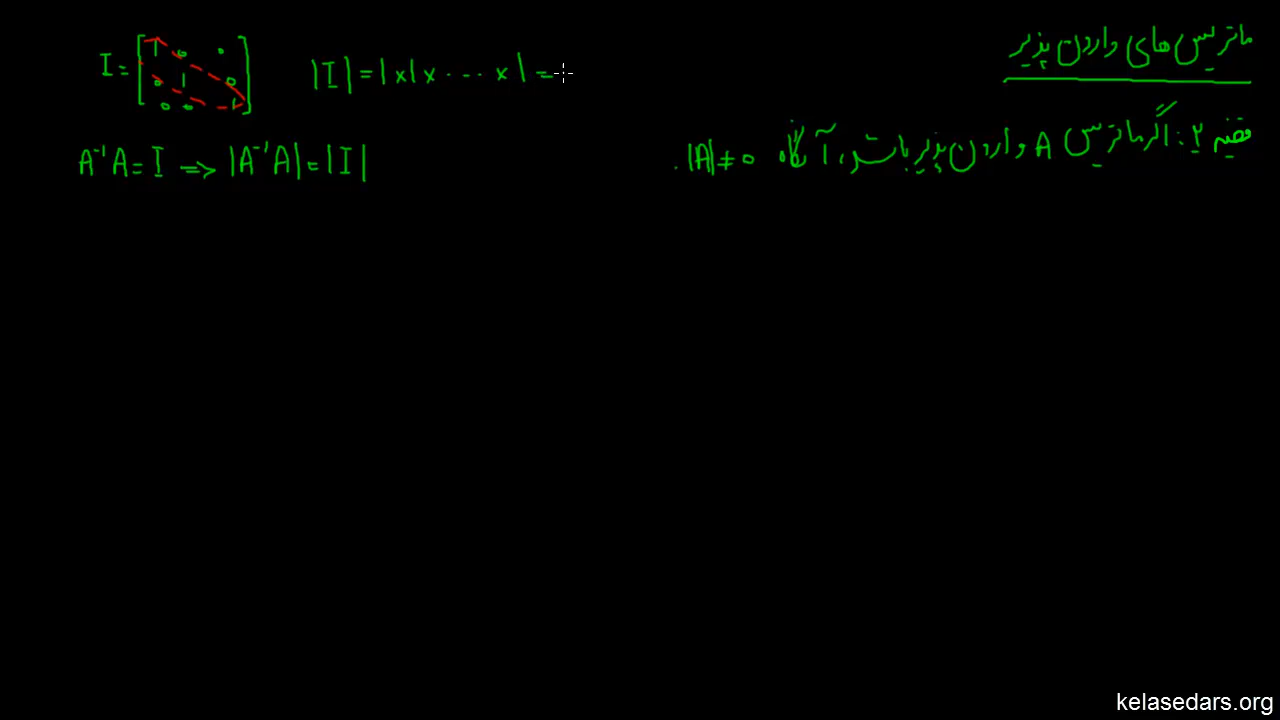 ماتریس های وارون پذیر
قضیه ۲: اگر ماتریس A وارون پذیر باشد، آنگاه |A| ≠ 0.
I = [1 0 0
0 1 0
0 0 1]
|I| = 1 × 1 × ... × 1 =
A⁻¹A = I => |A⁻¹A| = |I|
kelasedars.org